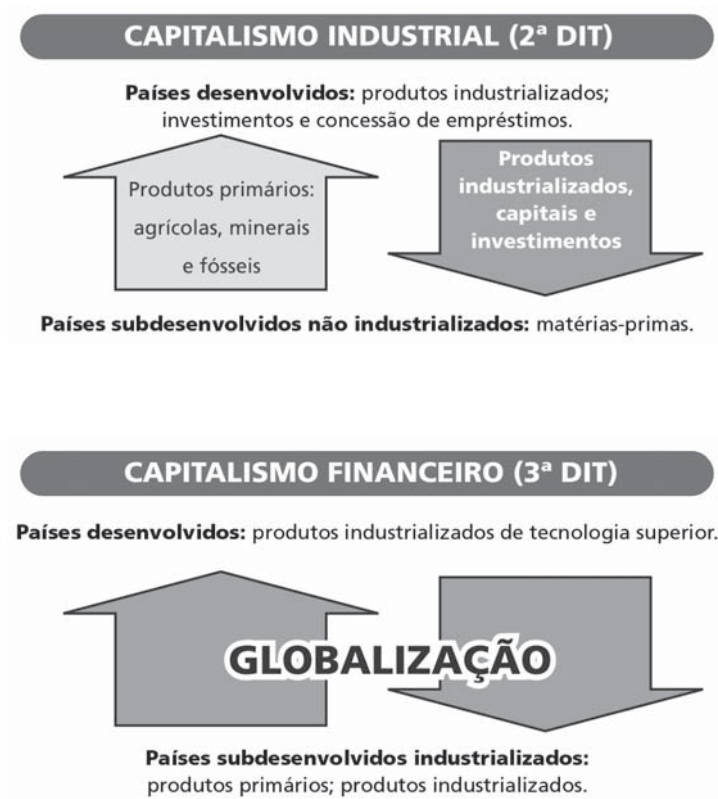 CAPITALISMO INDUSTRIAL (2ª DIT)
Países desenvolvidos: produtos industrializados;
investimentos e concessão de empréstimos.
Produtos primários:
agrícolas, minerais
e fósseis
Produtos
industrializados,
capitais e
investimentos
Países subdesenvolvidos não industrializados: matérias-primas.
CAPITALISMO FINANCEIRO (3ª DIT)
Países desenvolvidos: produtos industrializados de tecnologia superior.
GLOBALIZAÇÃO
Países subdesenvolvidos industrializados:
produtos primários; produtos industrializados.